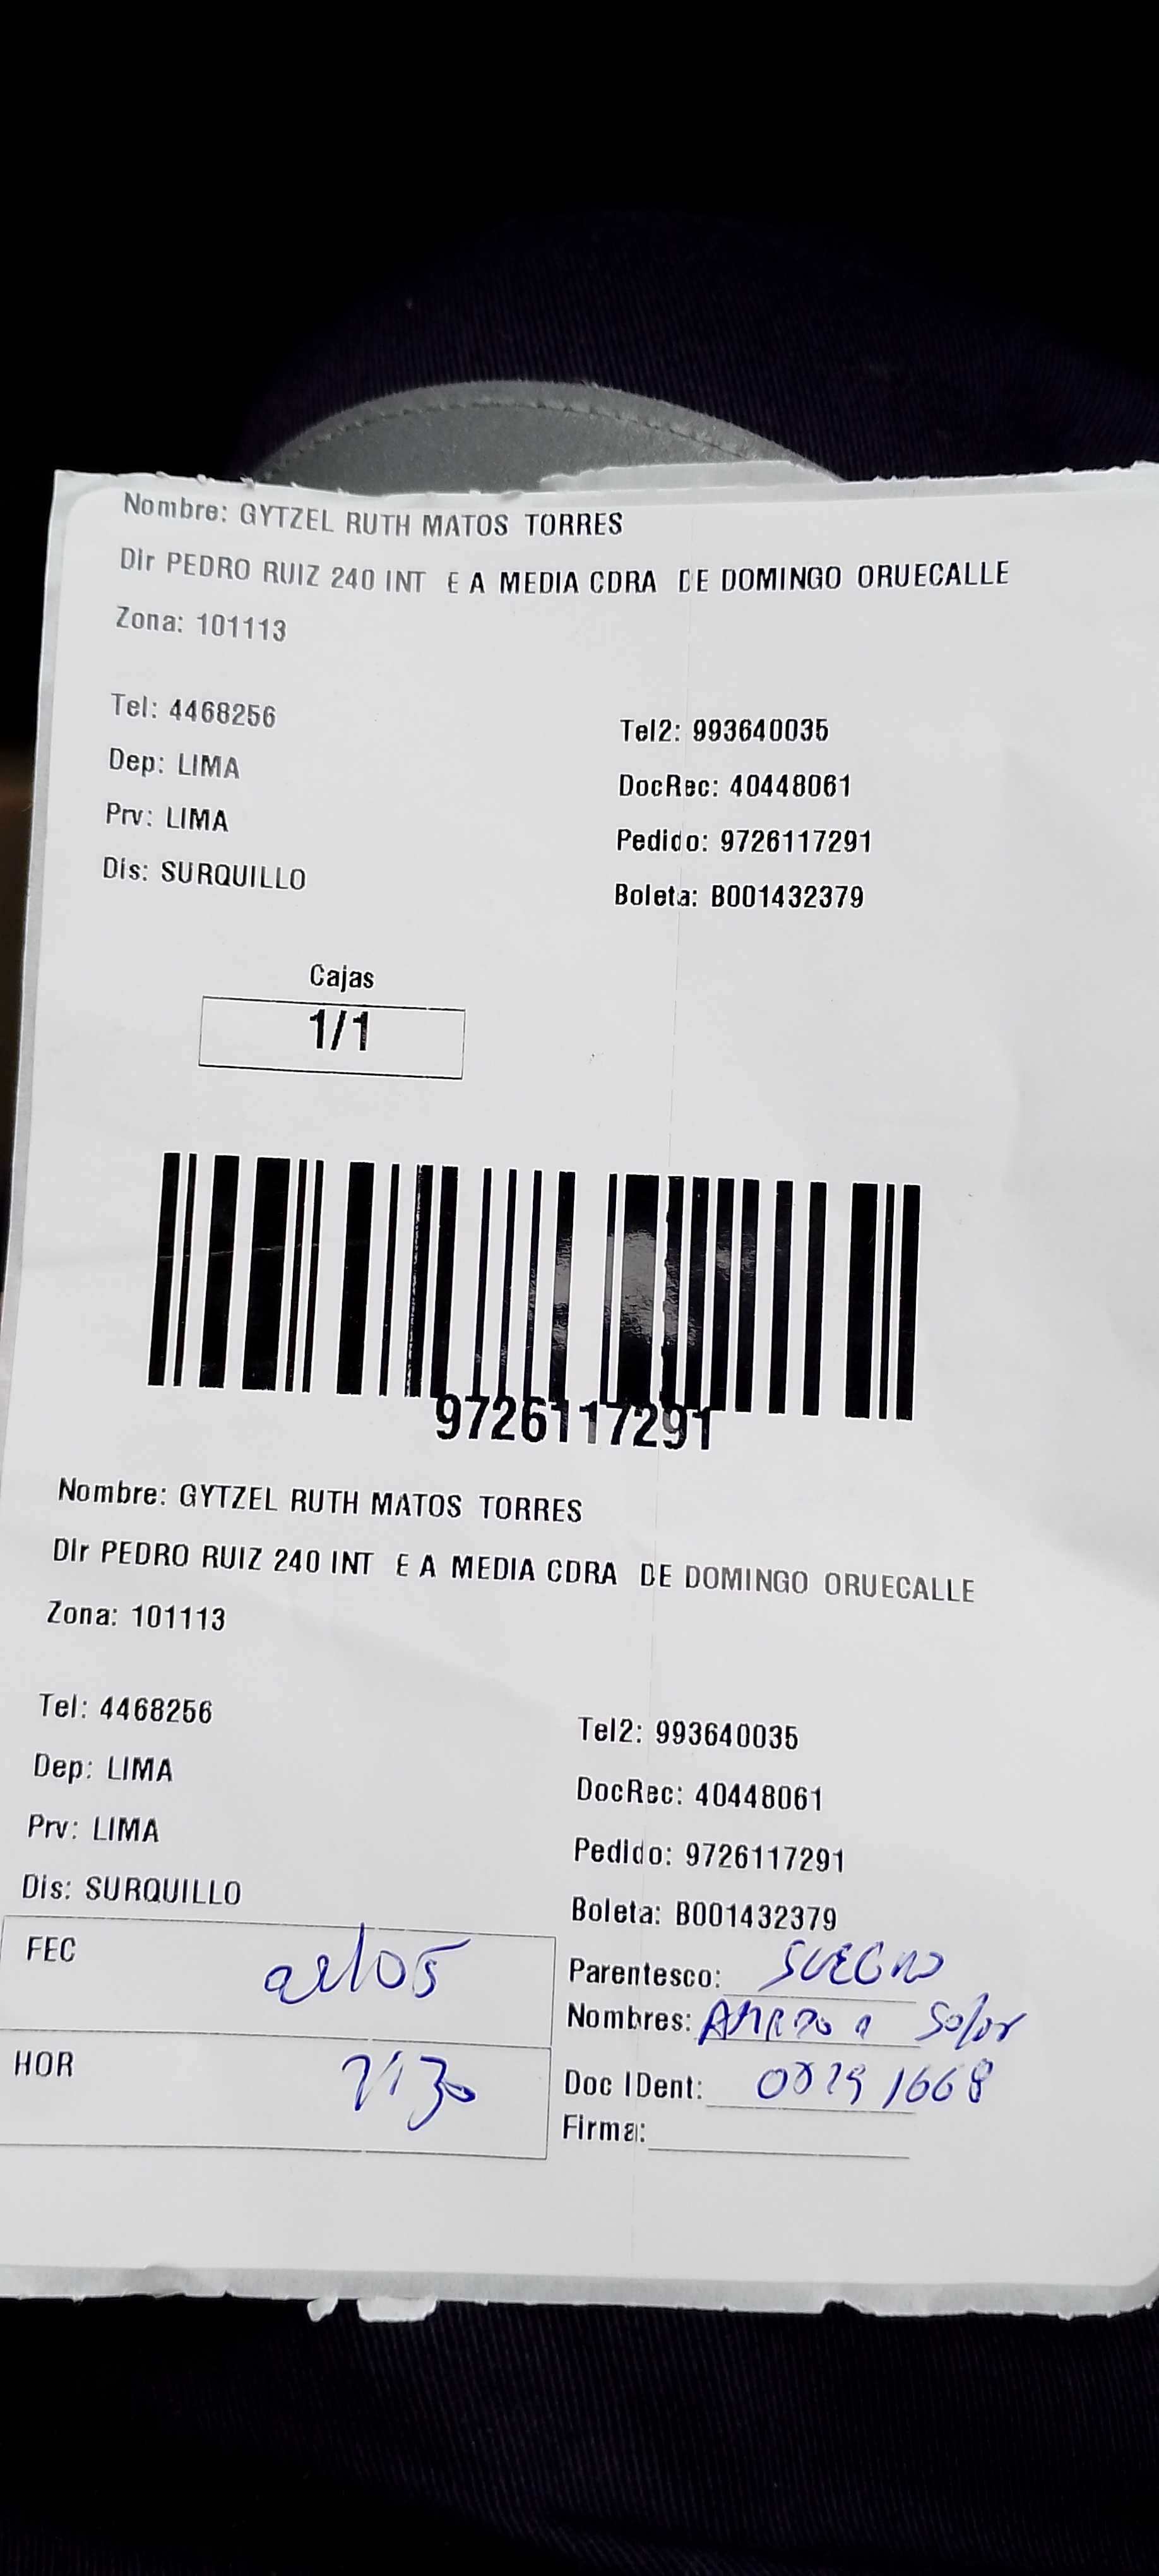 Nombre: GYTZEL RUTH MATOS TORRES
Dir PEDRO RUIZ 240 INT E A MEDIA CDRA DE DOMINGO ORUECALLE
Zona: 101113
Tel: 4468256 Tel2: 993640035
Dep: LIMA DocRec: 40448061
Prv: LIMA Pedido: 9726117291
Dis: SURQUILLO Boleta: B001432379
Cajas
1/1
9726117291
Nombre: GYTZEL RUTH MATOS TORRES
Dir PEDRO RUIZ 240 INT E A MEDIA CDRA DE DOMINGO ORUECALLE
Zona: 101113
Tel: 4468256 Tel2: 993640035
Dep: LIMA DocRec: 40448061
Prv: LIMA Pedido: 9726117291
Dis: SURQUILLO Boleta: B001432379
FEC
Parentesco: SUEGRO
Nombres:
HOR
Doc IDent:
Firma: